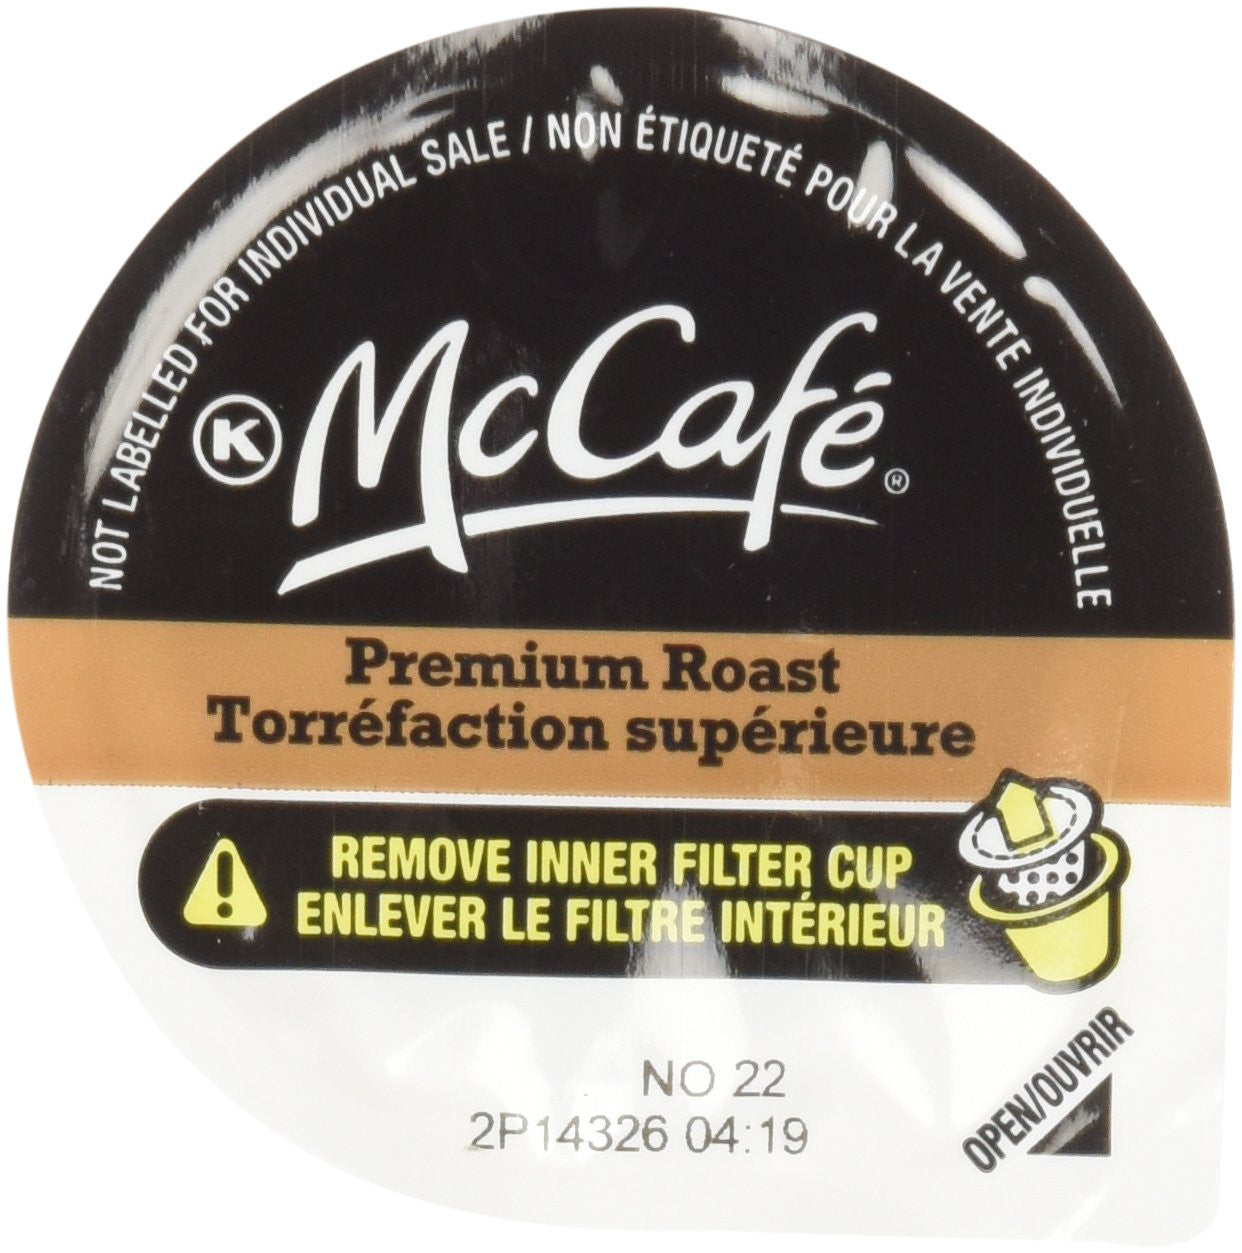 NOT LABELLED FOR INDIVIDUAL SALE / NON ÉTIQUETÉ POUR LA VENTE INDIVIDUELLE
K McCafé®
Premium Roast
Torréfaction supérieure
REMOVE INNER FILTER CUP
ENLEVER LE FILTRE INTÉRIEUR
OPEN/OUVRIR
NO 22
2P14326 04:19